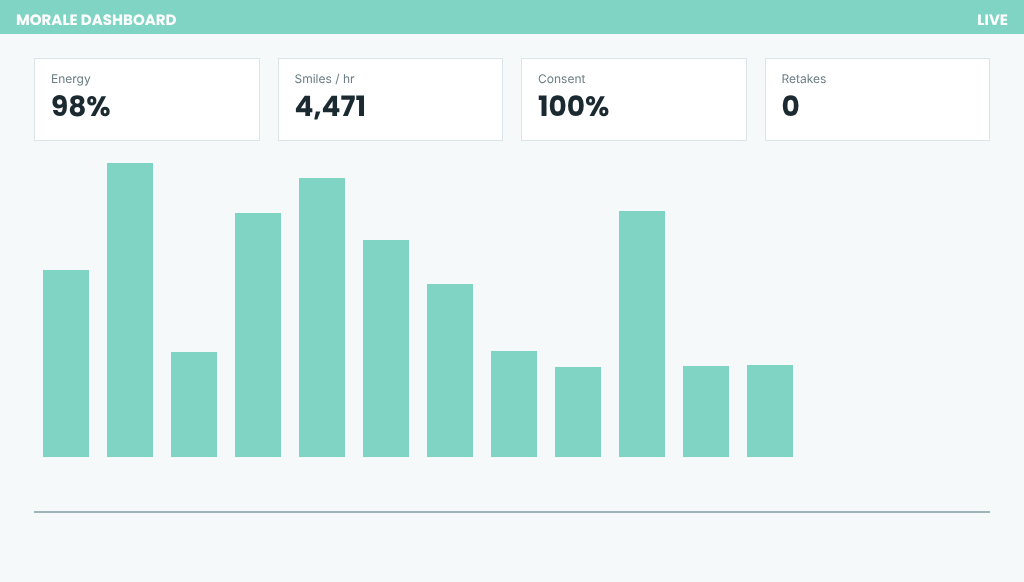 MORALE DASHBOARD
LIVE
Energy
98%
Smiles / hr
4,471
Consent
100%
Retakes
0